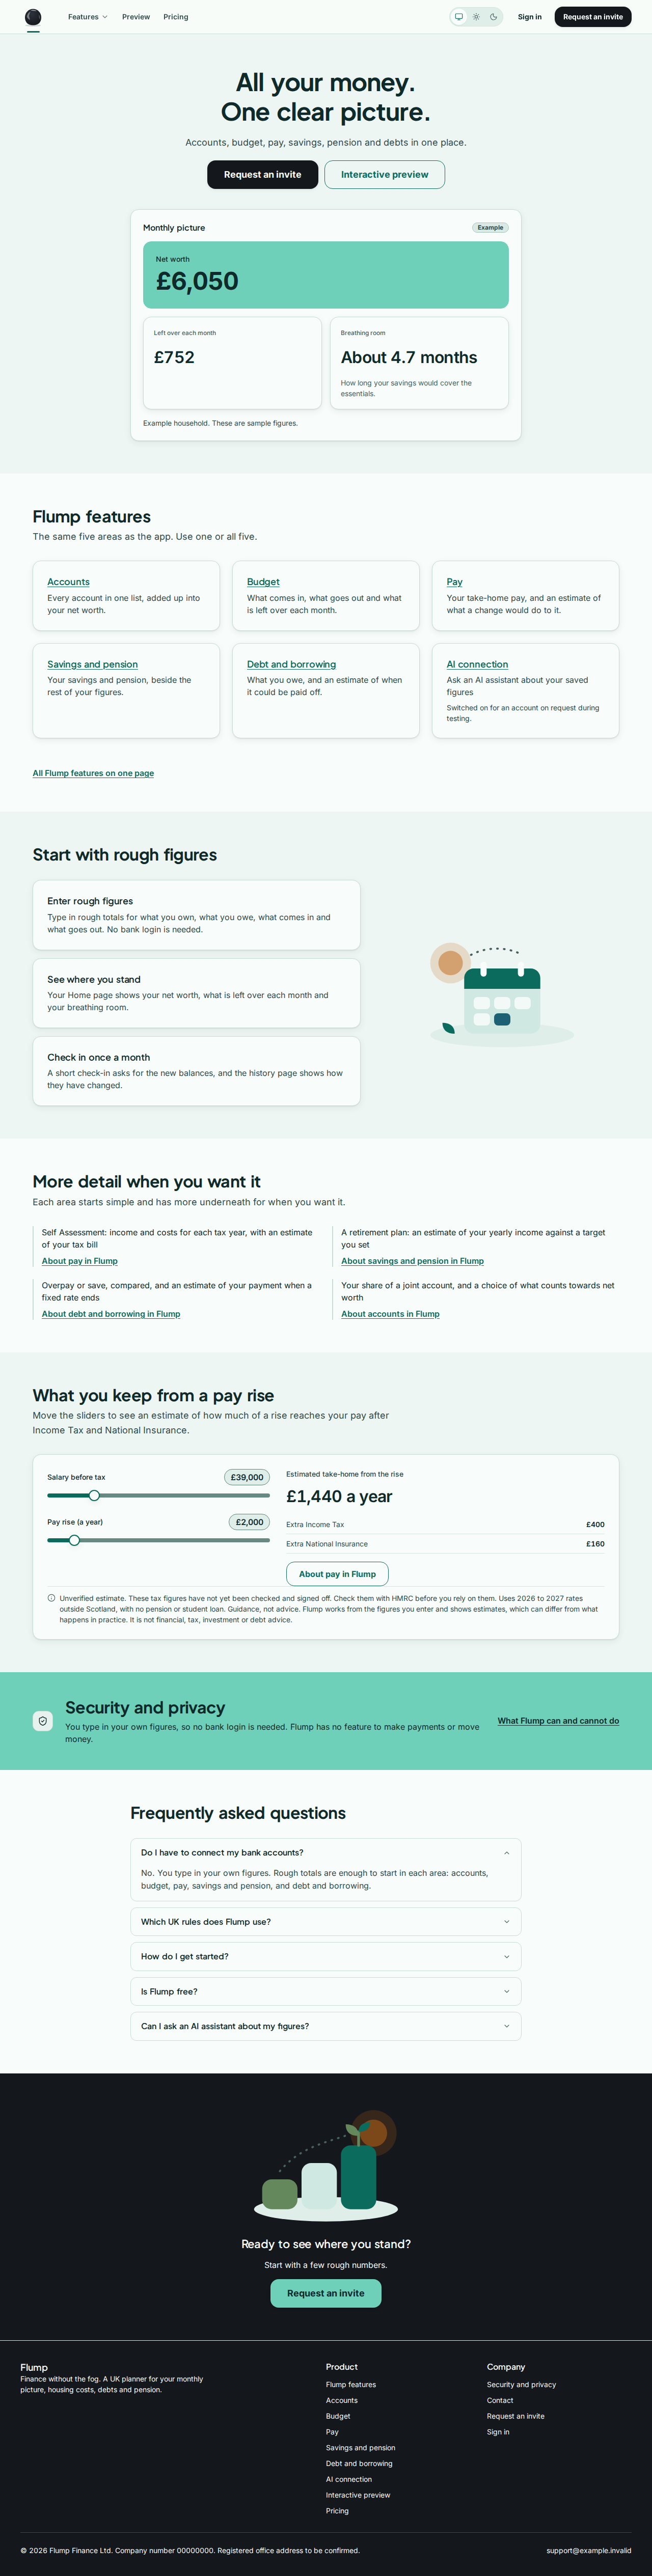 Features
Preview
Pricing
Sign in
Request an invite
All your money.
One clear picture.
Accounts, budget, pay, savings, pension and debts in one place.
Request an invite
Interactive preview
Monthly picture
Example
Net worth
£6,050
Left over each month
£752
Breathing room
About 4.7 months
How long your savings would cover the
essentials.
Example household. These are sample figures.
Flump features
The same five areas as the app. Use one or all five.
Accounts
Every account in one list, added up into
your net worth.
Budget
What comes in, what goes out and what
is left over each month.
Pay
Your take-home pay, and an estimate of
what a change would do to it.
Savings and pension
Your savings and pension, beside the
rest of your figures.
Debt and borrowing
What you owe, and an estimate of when
it could be paid off.
AI connection
Ask an AI assistant about your saved
figures
Switched on for an account on request during
testing.
All Flump features on one page
Start with rough figures
Enter rough figures
Type in rough totals for what you own, what you owe, what comes in and
what goes out. No bank login is needed.
See where you stand
Your Home page shows your net worth, what is left over each month and
your breathing room.
Check in once a month
A short check-in asks for the new balances, and the history page shows how
they have changed.
More detail when you want it
Each area starts simple and has more underneath for when you want it.
Self Assessment: income and costs for each tax year, with an estimate
of your tax bill
About pay in Flump
A retirement plan: an estimate of your yearly income against a target
you set
About savings and pension in Flump
Overpay or save, compared, and an estimate of your payment when a
fixed rate ends
About debt and borrowing in Flump
Your share of a joint account, and a choice of what counts towards net
worth
About accounts in Flump
What you keep from a pay rise
Move the sliders to see an estimate of how much of a rise reaches your pay after
Income Tax and National Insurance.
Salary before tax
£39,000
Pay rise (a year)
£2,000
Estimated take-home from the rise
£1,440 a year
Extra Income Tax
£400
Extra National Insurance
£160
About pay in Flump
Unverified estimate. These tax figures have not yet been checked and signed off. Check them with HMRC before you rely on them. Uses 2026 to 2027 rates
outside Scotland, with no pension or student loan. Guidance, not advice. Flump works from the figures you enter and shows estimates, which can differ from what
happens in practice. It is not financial, tax, investment or debt advice.
Security and privacy
You type in your own figures, so no bank login is needed. Flump has no feature to make payments or move
money.
What Flump can and cannot do
Frequently asked questions
Do I have to connect my bank accounts?
No. You type in your own figures. Rough totals are enough to start in each area: accounts,
budget, pay, savings and pension, and debt and borrowing.
Which UK rules does Flump use?
How do I get started?
Is Flump free?
Can I ask an AI assistant about my figures?
Ready to see where you stand?
Start with a few rough numbers.
Request an invite
Flump
Finance without the fog. A UK planner for your monthly
picture, housing costs, debts and pension.
Product
Flump features
Accounts
Budget
Pay
Savings and pension
Debt and borrowing
AI connection
Interactive preview
Pricing
Company
Security and privacy
Contact
Request an invite
Sign in
© 2026 Flump Finance Ltd. Company number 00000000. Registered office address to be confirmed.
support@example.invalid